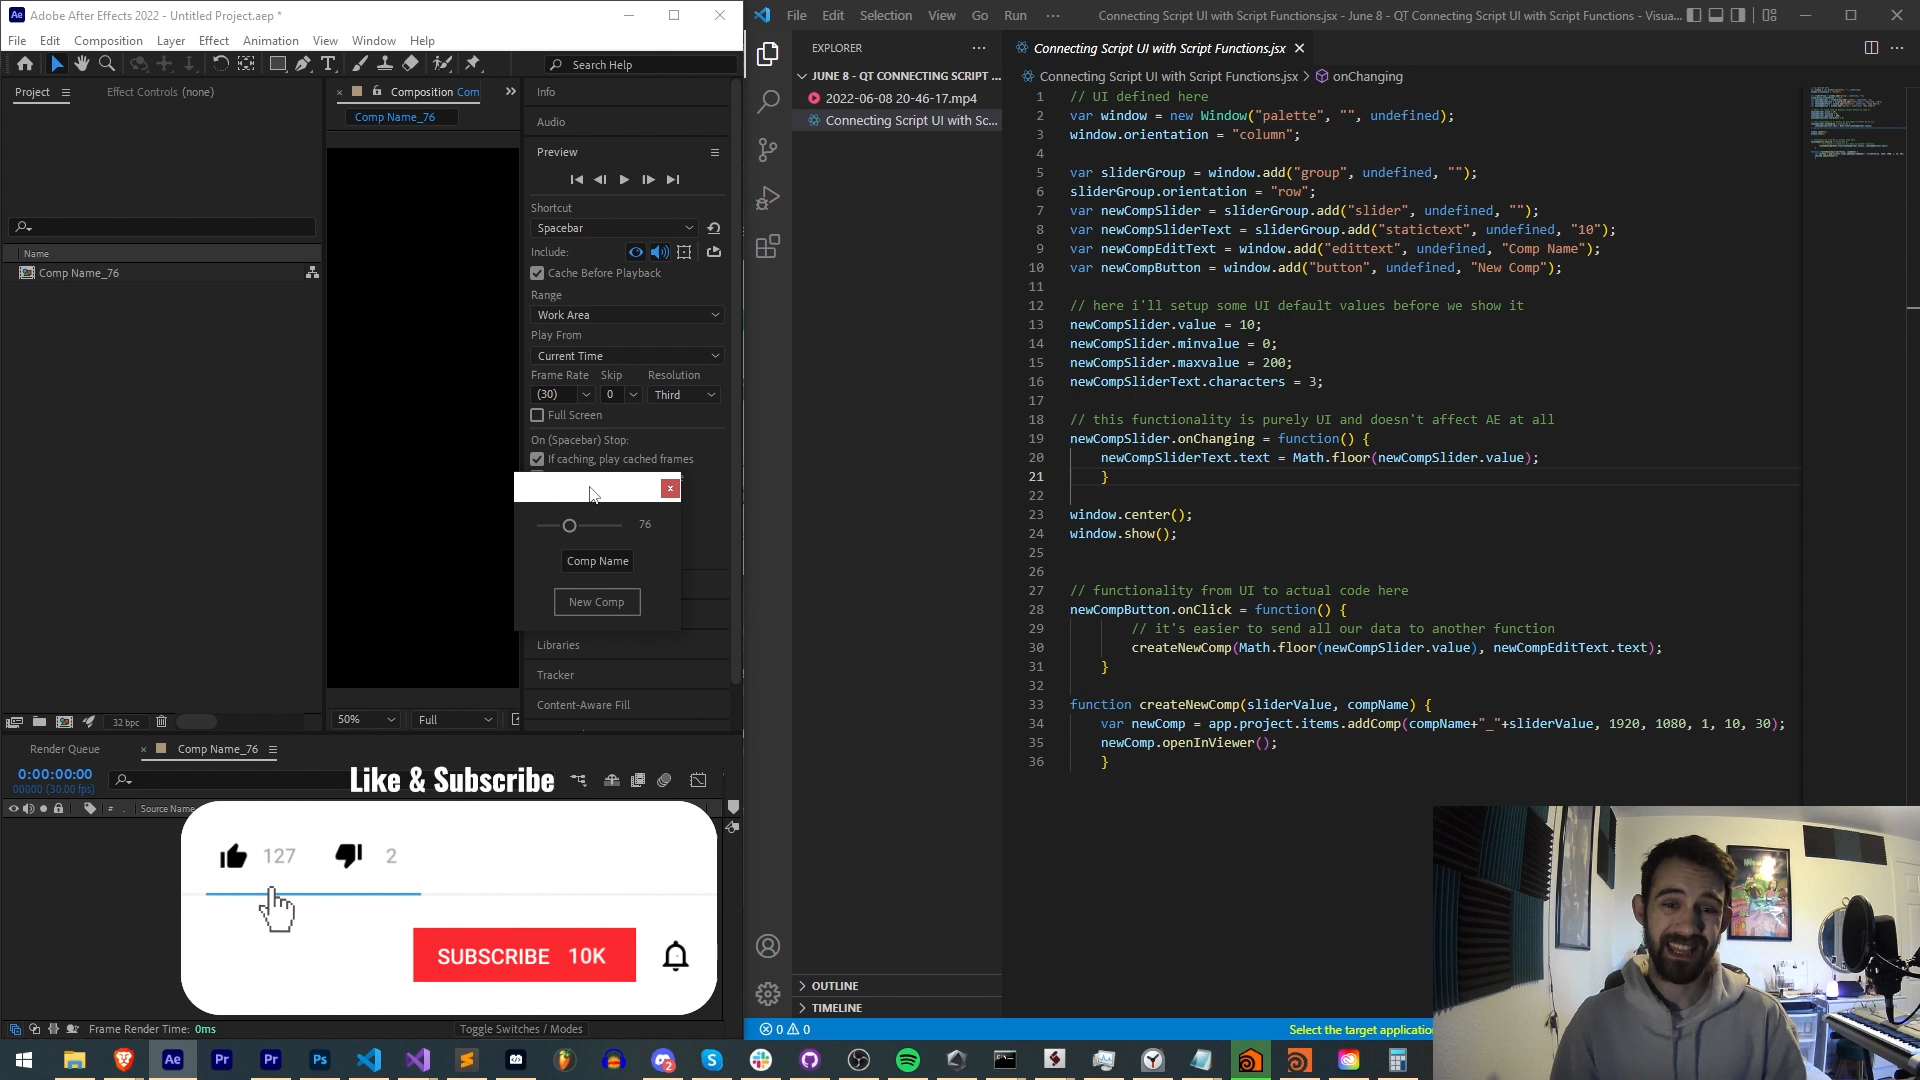 Adobe After Effects 2022 - Untitled Project.aep *
File Edit Composition Layer Effect Animation View Window Help
Search Help
Project
Effect Controls (none)
Composition Com
Comp Name_76
Name
Comp Name_76
32 bpc
50%
Full
Info
Audio
Preview
Shortcut
Spacebar
Include:
Cache Before Playback
Range
Work Area
Play From
Current Time
Frame Rate Skip Resolution
(30) 0 Third
Full Screen
On (Spacebar) Stop:
If caching, play cached frames
x
76
Comp Name
New Comp
Libraries
Tracker
Content-Aware Fill
Render Queue
Comp Name_76
0:00:00:00
00000 (30.00 fps)
# . Source Name
Like & Subscribe
127 2
SUBSCRIBE 10K
Frame Render Time: 0ms
Toggle Switches / Modes
File Edit Selection View Go Run ···
Connecting Script UI with Script Functions.jsx - June 8 - QT Connecting Script UI with Script Functions - Visua...
EXPLORER
JUNE 8 - QT CONNECTING SCRIPT ...
2022-06-08 20-46-17.mp4
Connecting Script UI with Sc...
OUTLINE
TIMELINE
Connecting Script UI with Script Functions.jsx
Connecting Script UI with Script Functions.jsx > onChanging
1 // UI defined here
2 var window = new Window("palette", "", undefined);
3 window.orientation = "column";
4
5 var sliderGroup = window.add("group", undefined, "");
6 sliderGroup.orientation = "row";
7 var newCompSlider = sliderGroup.add("slider", undefined, "");
8 var newCompSliderText = sliderGroup.add("statictext", undefined, "10");
9 var newCompEditText = window.add("edittext", undefined, "Comp Name");
10 var newCompButton = window.add("button", undefined, "New Comp");
11
12 // here i'll setup some UI default values before we show it
13 newCompSlider.value = 10;
14 newCompSlider.minvalue = 0;
15 newCompSlider.maxvalue = 200;
16 newCompSliderText.characters = 3;
17
18 // this functionality is purely UI and doesn't affect AE at all
19 newCompSlider.onChanging = function() {
20 newCompSliderText.text = Math.floor(newCompSlider.value);
21 }
22
23 window.center();
24 window.show();
25
26
27 // functionality from UI to actual code here
28 newCompButton.onClick = function() {
29 // it's easier to send all our data to another function
30 createNewComp(Math.floor(newCompSlider.value), newCompEditText.text);
31 }
32
33 function createNewComp(sliderValue, compName) {
34 var newComp = app.project.items.addComp(compName+"_"+sliderValue, 1920, 1080, 1, 10, 30);
35 newComp.openInViewer();
36 }
0 0
Select the target applicatio
Ae Pr Pr Ps
2